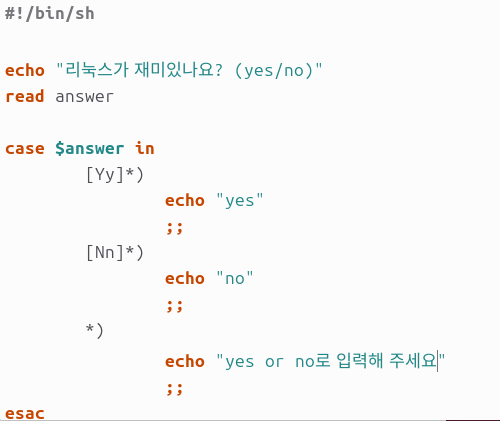 #!/bin/sh
echo "리눅스가 재미있나요? (yes/no)"
read answer
case $answer in
[Yy]*)
echo "yes"
;;
[Nn]*)
echo "no"
;;
*)
echo "yes or no로 입력해 주세요"
;;
esac